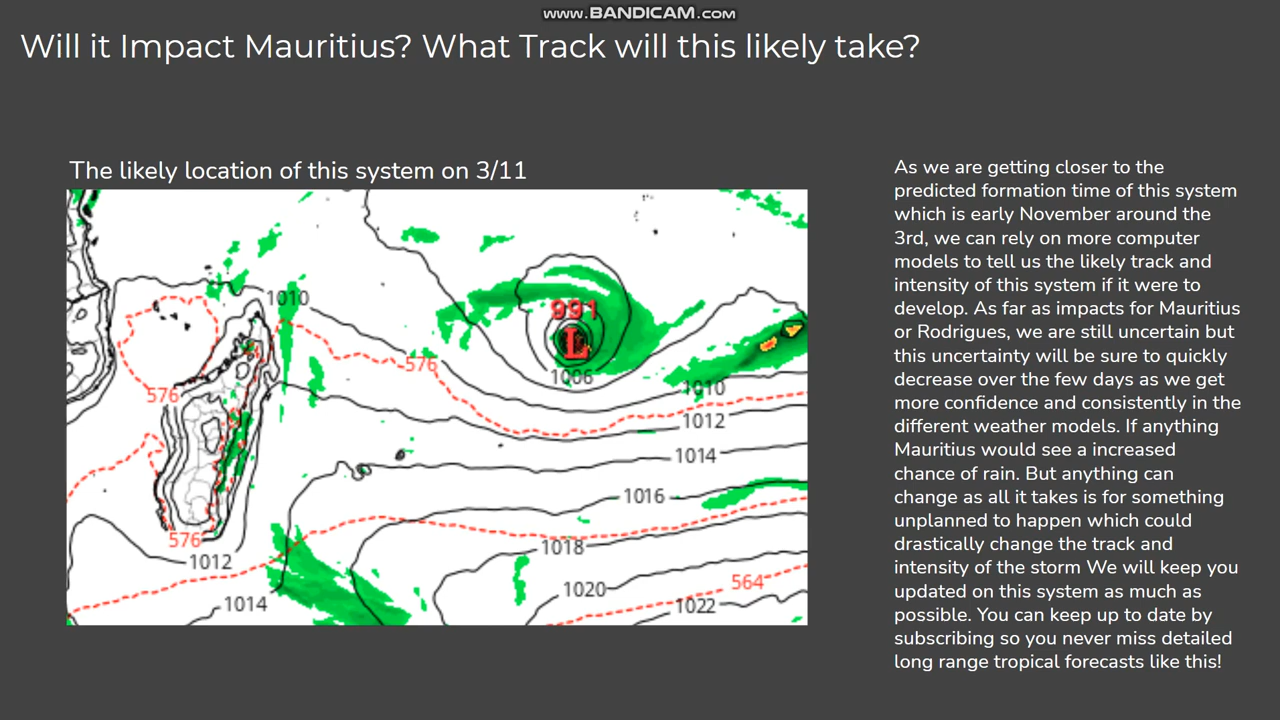 www.BANDICAM.com
Will it Impact Mauritius? What Track will this likely take?
The likely location of this system on 3/11
As we are getting closer to the
predicted formation time of this system
which is early November around the
3rd, we can rely on more computer
models to tell us the likely track and
intensity of this system if it were to
develop. As far as impacts for Mauritius
or Rodrigues, we are still uncertain but
this uncertainty will be sure to quickly
decrease over the few days as we get
more confidence and consistently in the
different weather models. If anything
Mauritius would see a increased
chance of rain. But anything can
change as all it takes is for something
unplanned to happen which could
drastically change the track and
intensity of the storm We will keep you
updated on this system as much as
possible. You can keep up to date by
subscribing so you never miss detailed
long range tropical forecasts like this!
1010
991
L
576
1006
576
1010
1012
1014
1016
576
1018
1012
564
1020
1014
1022